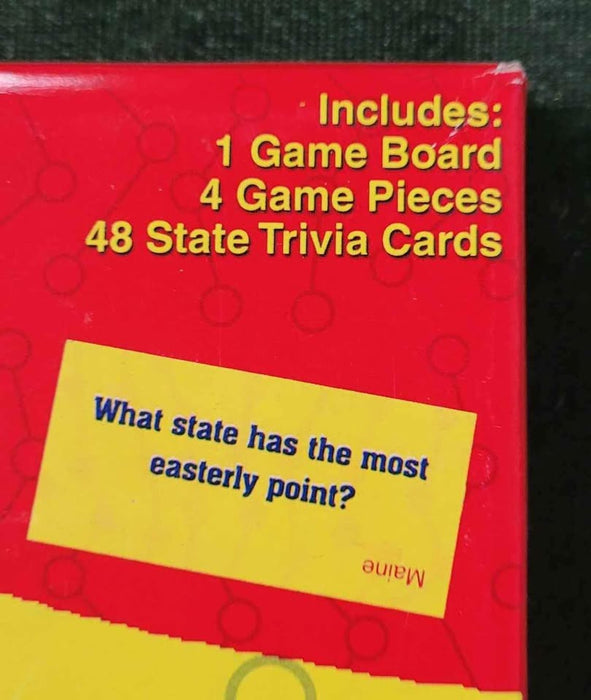 Includes:
1 Game Board
4 Game Pieces
48 State Trivia Cards
What state has the most
easterly point?
Maine